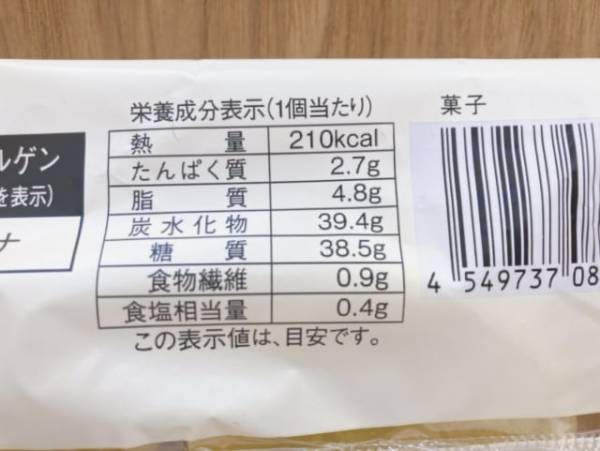 栄養成分表示(1個当たり)
熱量 210kcal
たんぱく質 2.7g
脂質 4.8g
炭水化物 39.4g
糖質 38.5g
食物繊維 0.9g
食塩相当量 0.4g
この表示値は、目安です。
菓子
4 549737 08
ルゲン
を表示)
ナ